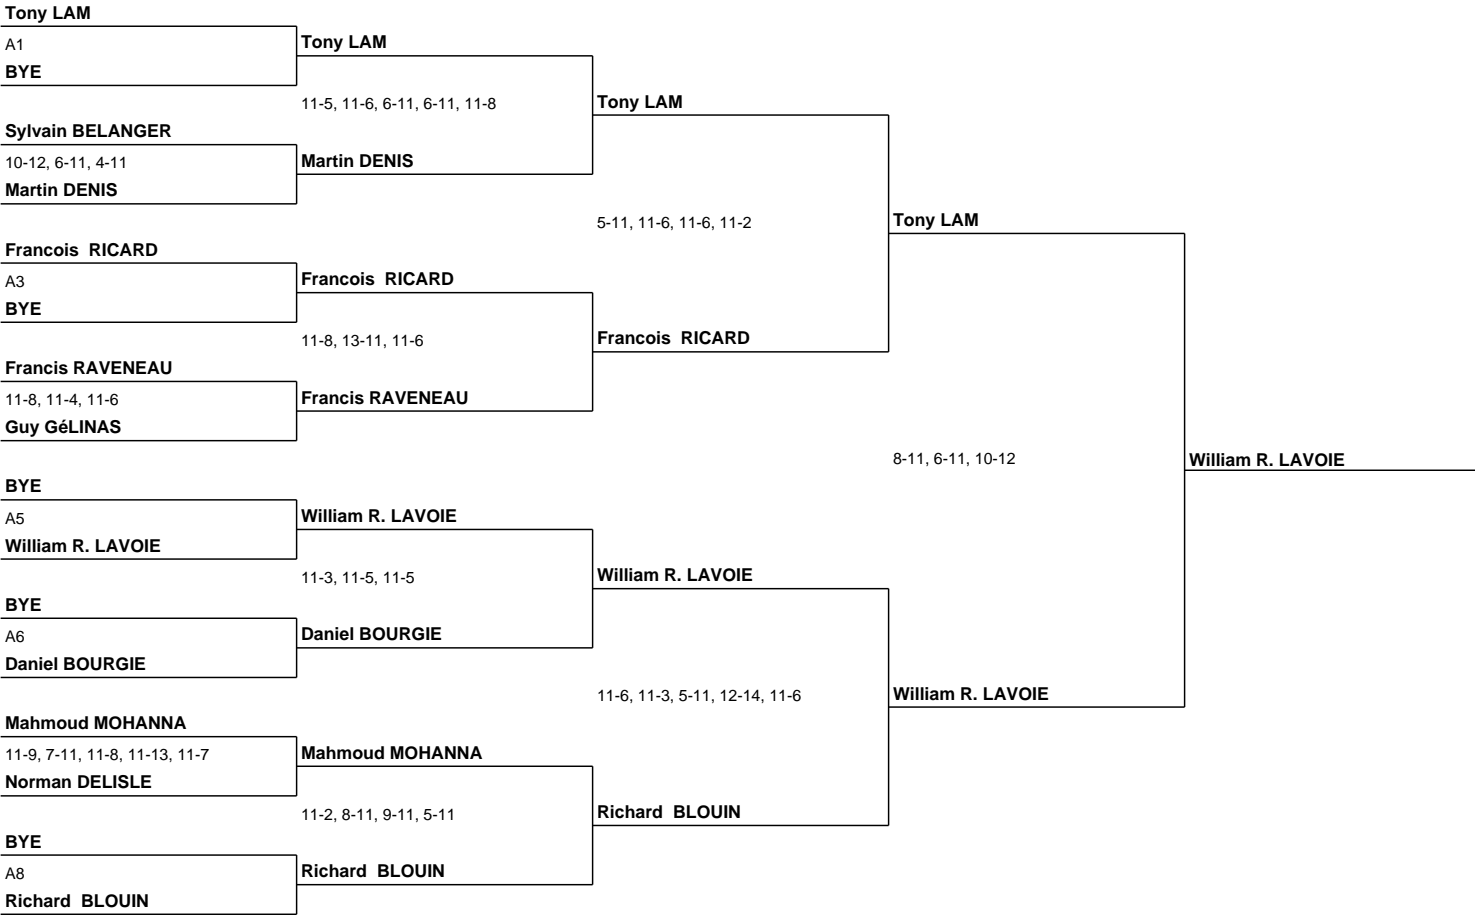 Tony LAM
A1
BYE
Sylvain BELANGER
10-12, 6-11, 4-11
Martin DENIS
Francois  RICARD
A3
BYE
Francis RAVENEAU
11-8, 11-4, 11-6
Guy GéLINAS
BYE
A5
William R. LAVOIE
BYE
A6
Daniel BOURGIE
Mahmoud MOHANNA
11-9, 7-11, 11-8, 11-13, 11-7
Norman DELISLE
BYE
A8
Richard  BLOUIN
Tony LAM
11-5, 11-6, 6-11, 6-11, 11-8
Martin DENIS
Francois  RICARD
11-8, 13-11, 11-6
Francis RAVENEAU
William R. LAVOIE
11-3, 11-5, 11-5
Daniel BOURGIE
Mahmoud MOHANNA
11-2, 8-11, 9-11, 5-11
Richard  BLOUIN
Tony LAM
5-11, 11-6, 11-6, 11-2
Francois  RICARD
William R. LAVOIE
11-6, 11-3, 5-11, 12-14, 11-6
Richard  BLOUIN
Tony LAM
8-11, 6-11, 10-12
William R. LAVOIE
William R. LAVOIE